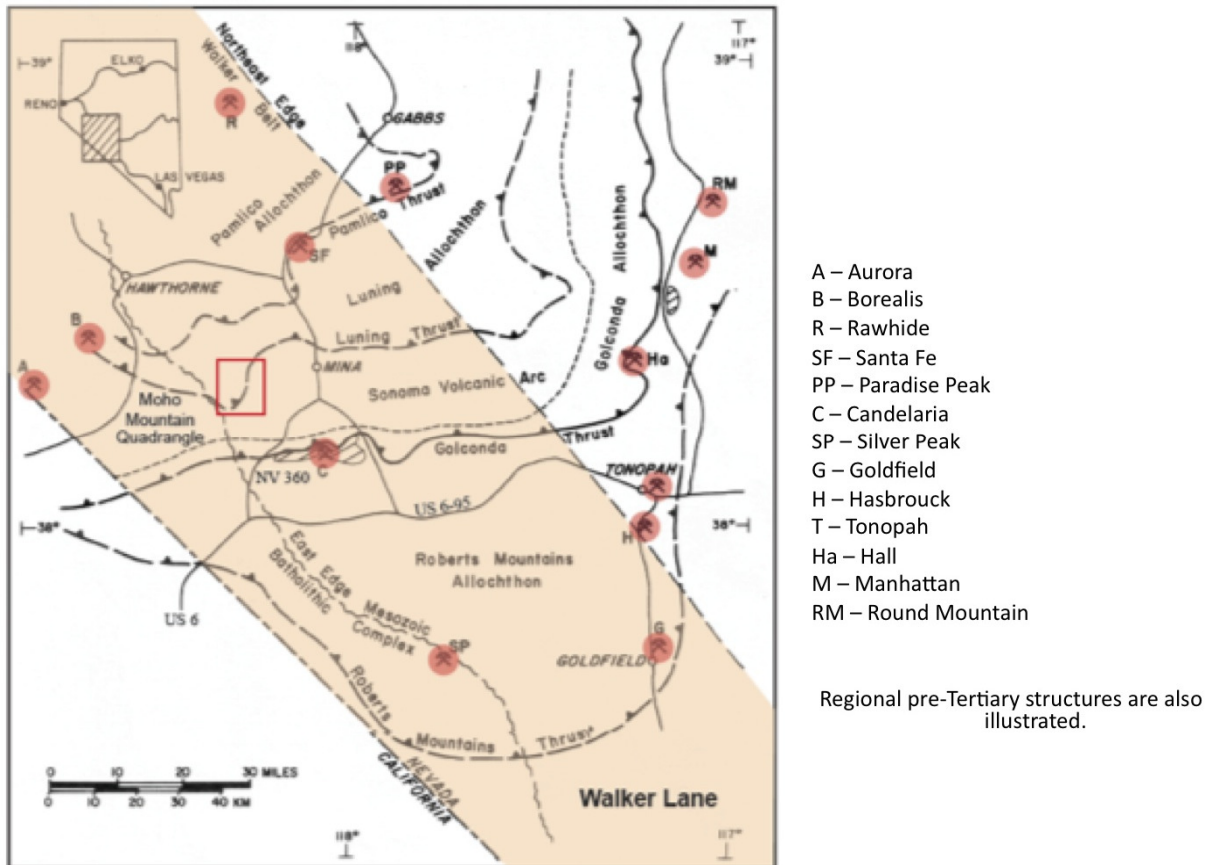 118°
117°
39°
39°
ELKO
RENO
LAS VEGAS
Northeast Edge
Walker Belt
R
GABBS
PP
RM
Pamlico
Allochthon
Pamlico Thrust
SF
Allochthon
Golconda Allochthon
M
HAWTHORNE
Luning
B
Luning Thrust
A
MINA
Ha
Sonoma Volcanic Arc
Moho
Mountain
Quadrangle
Golconda Thrust
C
NV 360
TONOPAH
US 6-95
38°
38°
H
East Edge Mesozoic
Batholithic Complex
Roberts Mountains
Allochthon
US 6
SP
G
GOLDFIELD
Roberts Mountains Thrust
NEVADA
CALIFORNIA
0 10 20 30 MILES
0 10 20 30 40 KM
Walker Lane
118°
117°
A – Aurora
B – Borealis
R – Rawhide
SF – Santa Fe
PP – Paradise Peak
C – Candelaria
SP – Silver Peak
G – Goldfield
H – Hasbrouck
T – Tonopah
Ha – Hall
M – Manhattan
RM – Round Mountain
Regional pre-Tertiary structures are also
illustrated.